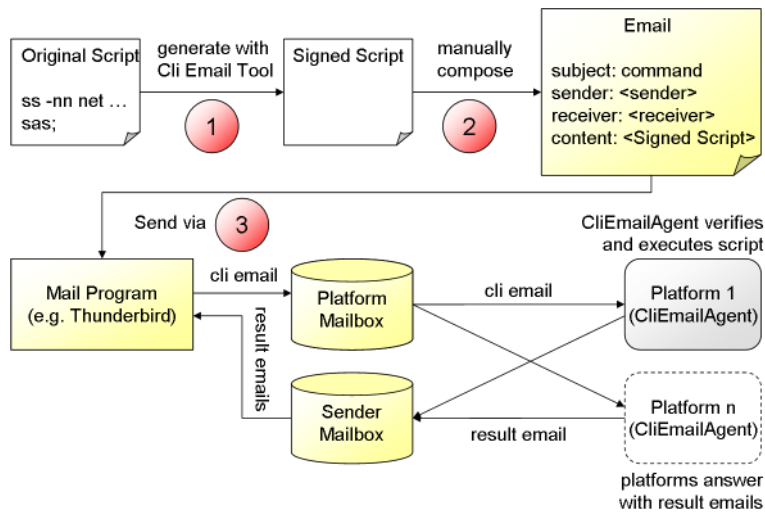 Original Script
ss -nn net ...
sas;
generate with
Cli Email Tool
1
Signed Script
manually
compose
2
Email
subject: command
sender: <sender>
receiver: <receiver>
content: <Signed Script>
Send via
3
CliEmailAgent verifies
and executes script
Mail Program
(e.g. Thunderbird)
cli email
Platform
Mailbox
cli email
Platform 1
(CliEmailAgent)
result
emails
Sender
Mailbox
result email
Platform n
(CliEmailAgent)
platforms answer
with result emails